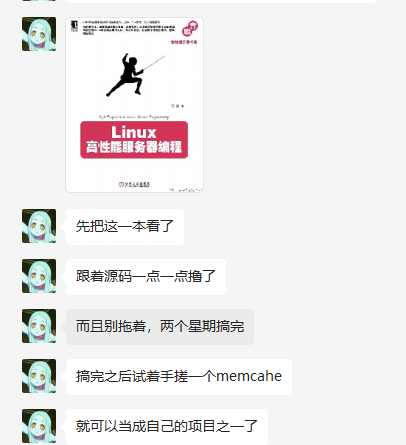 Linux
高性能服务器编程
先把这一本看了
跟着源码一点一点撸了
而且别拖着，两个星期搞完
搞完之后试着手搓一个memcahe
就可以当成自己的项目之一了